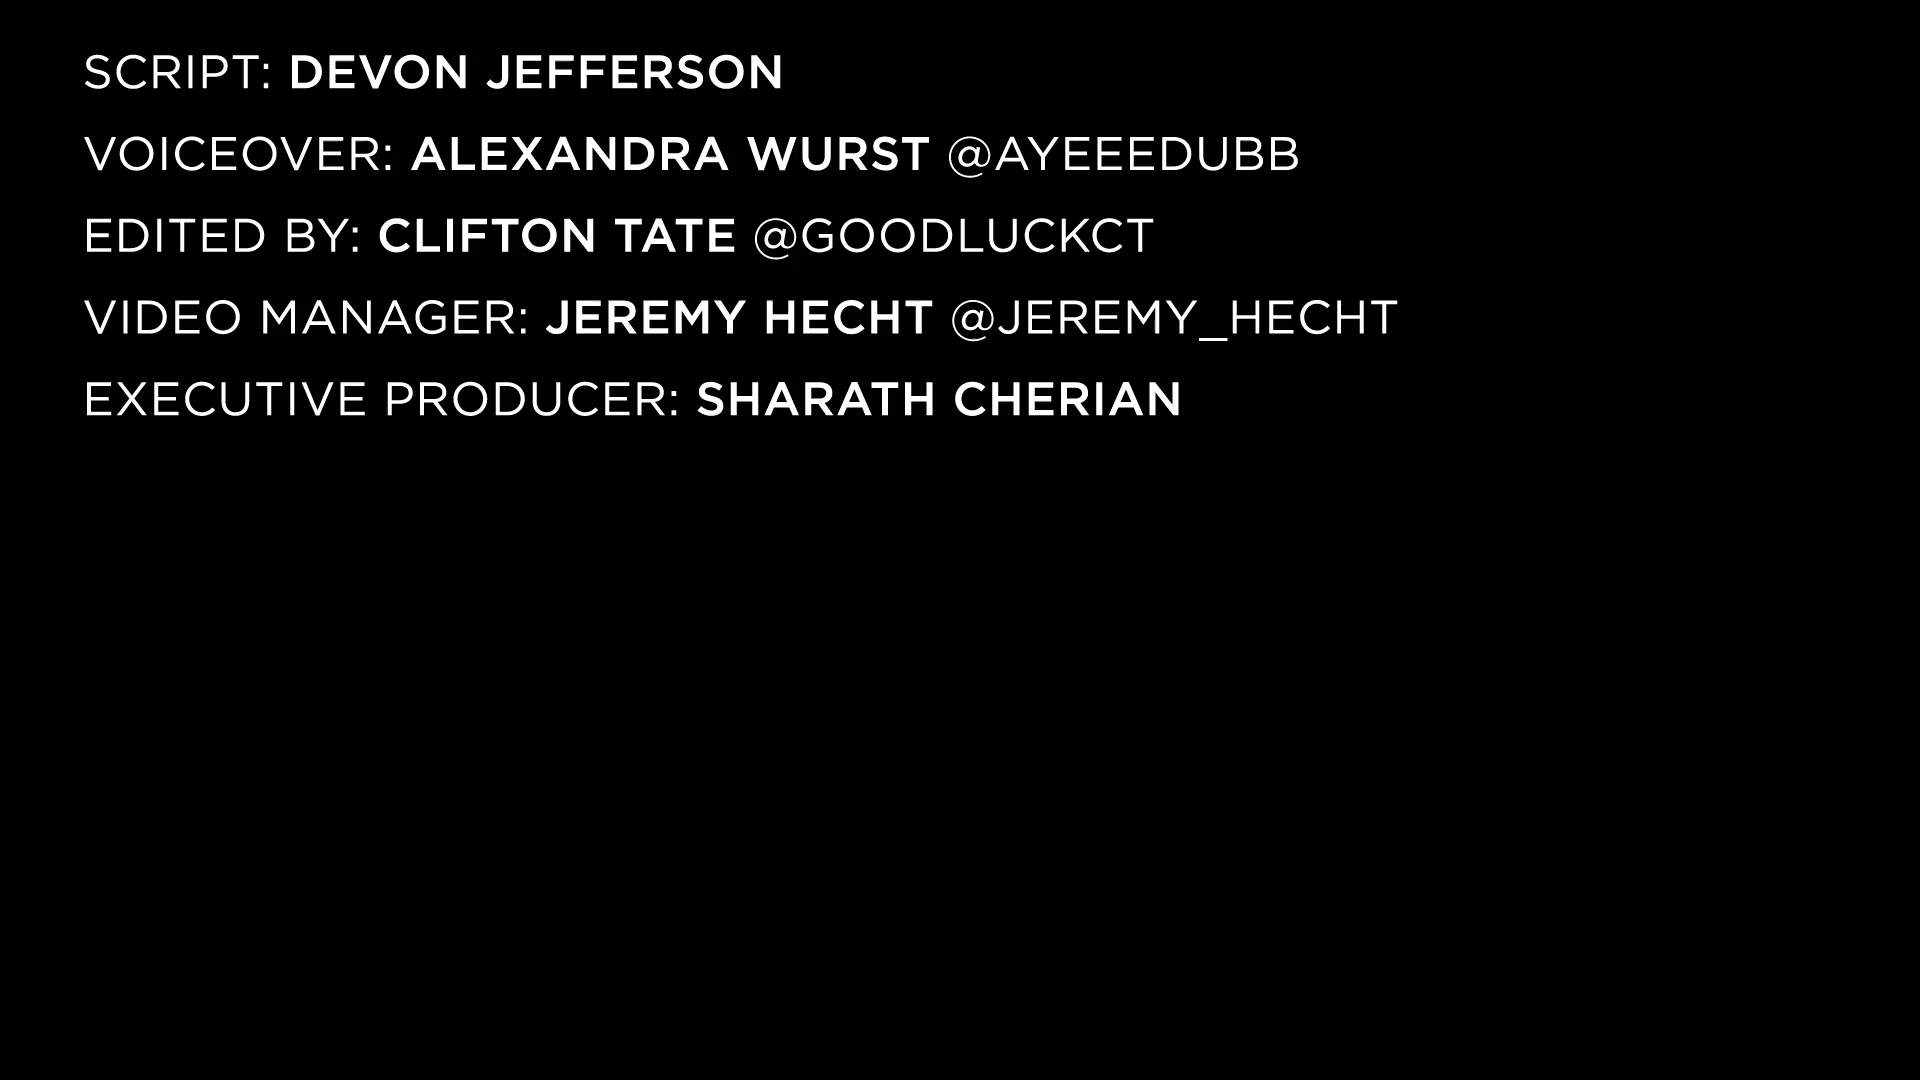 SCRIPT: DEVON JEFFERSON
VOICEOVER: ALEXANDRA WURST @AYEEEDUBB
EDITED BY: CLIFTON TATE @GOODLUCKCT
VIDEO MANAGER: JEREMY HECHT @JEREMY_HECHT
EXECUTIVE PRODUCER: SHARATH CHERIAN